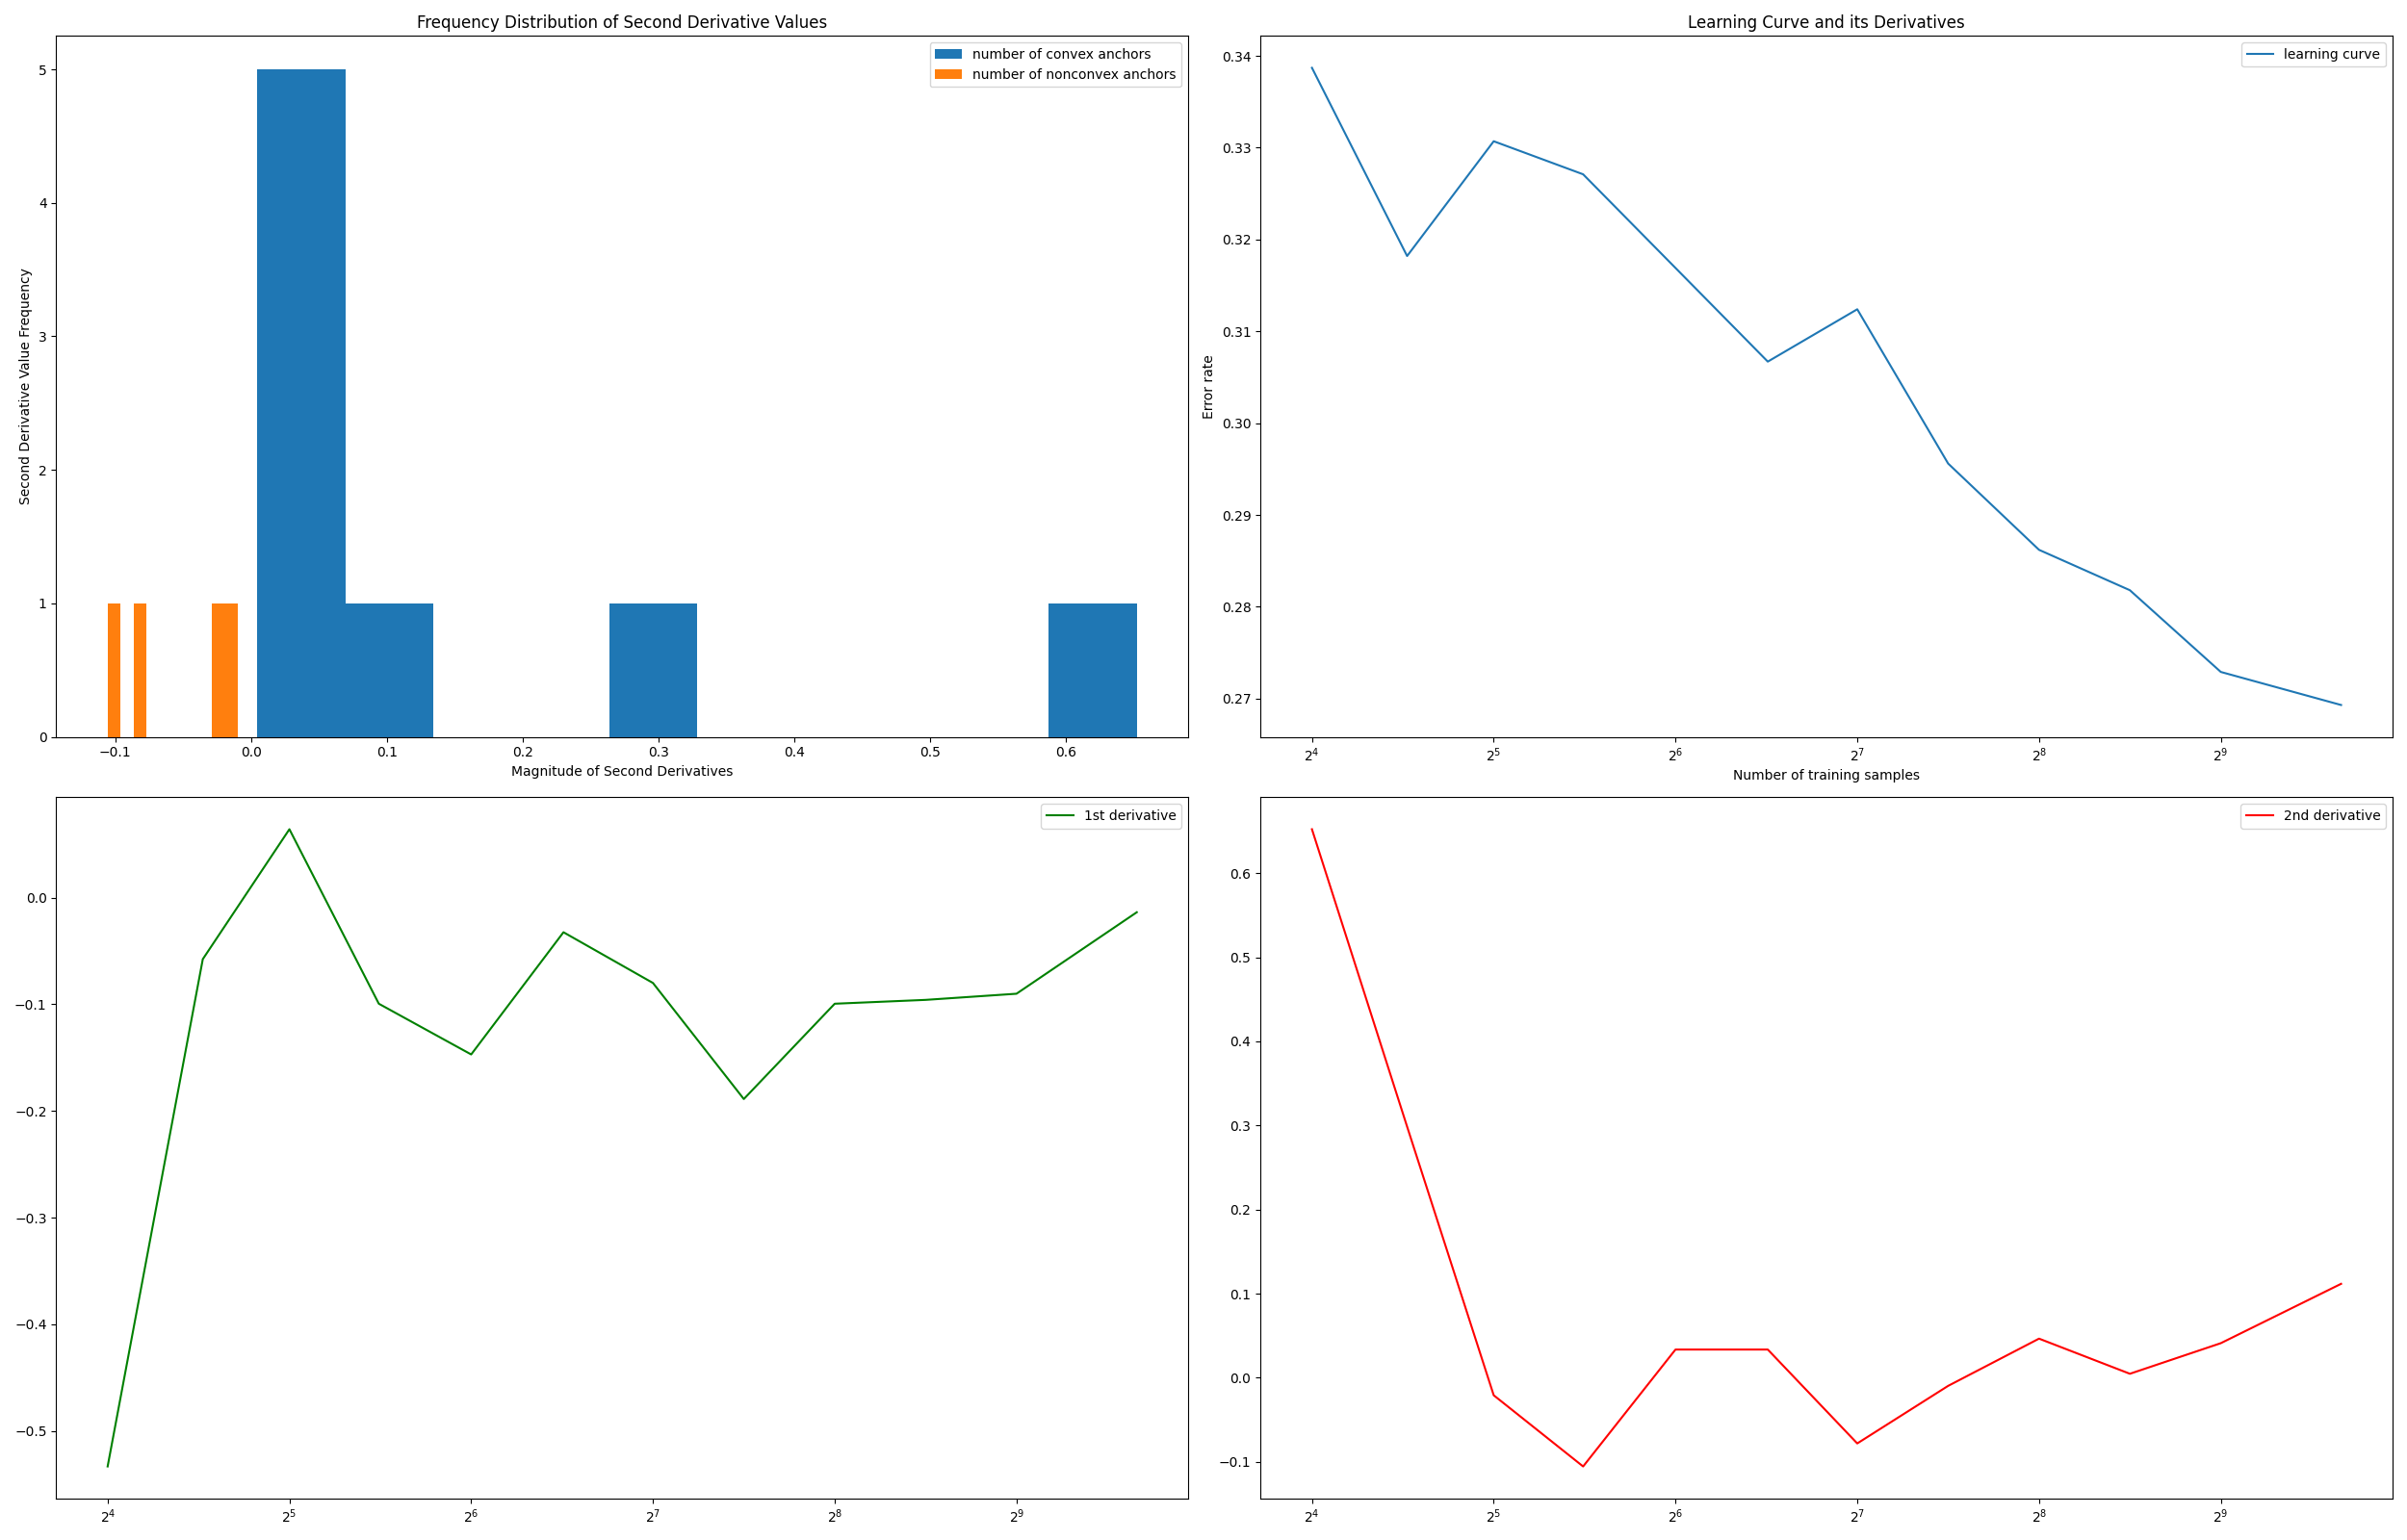 Frequency Distribution of Second Derivative Values
number of convex anchors
number of nonconvex anchors
Second Derivative Value Frequency
5
4
3
2
1
0
−0.1 0.0 0.1 0.2 0.3 0.4 0.5 0.6
Magnitude of Second Derivatives
Learning Curve and its Derivatives
learning curve
Error rate
0.34
0.33
0.32
0.31
0.30
0.29
0.28
0.27
2⁴ 2⁵ 2⁶ 2⁷ 2⁸ 2⁹
Number of training samples
1st derivative
0.0
−0.1
−0.2
−0.3
−0.4
−0.5
2⁴ 2⁵ 2⁶ 2⁷ 2⁸ 2⁹
2nd derivative
0.6
0.5
0.4
0.3
0.2
0.1
0.0
−0.1
2⁴ 2⁵ 2⁶ 2⁷ 2⁸ 2⁹